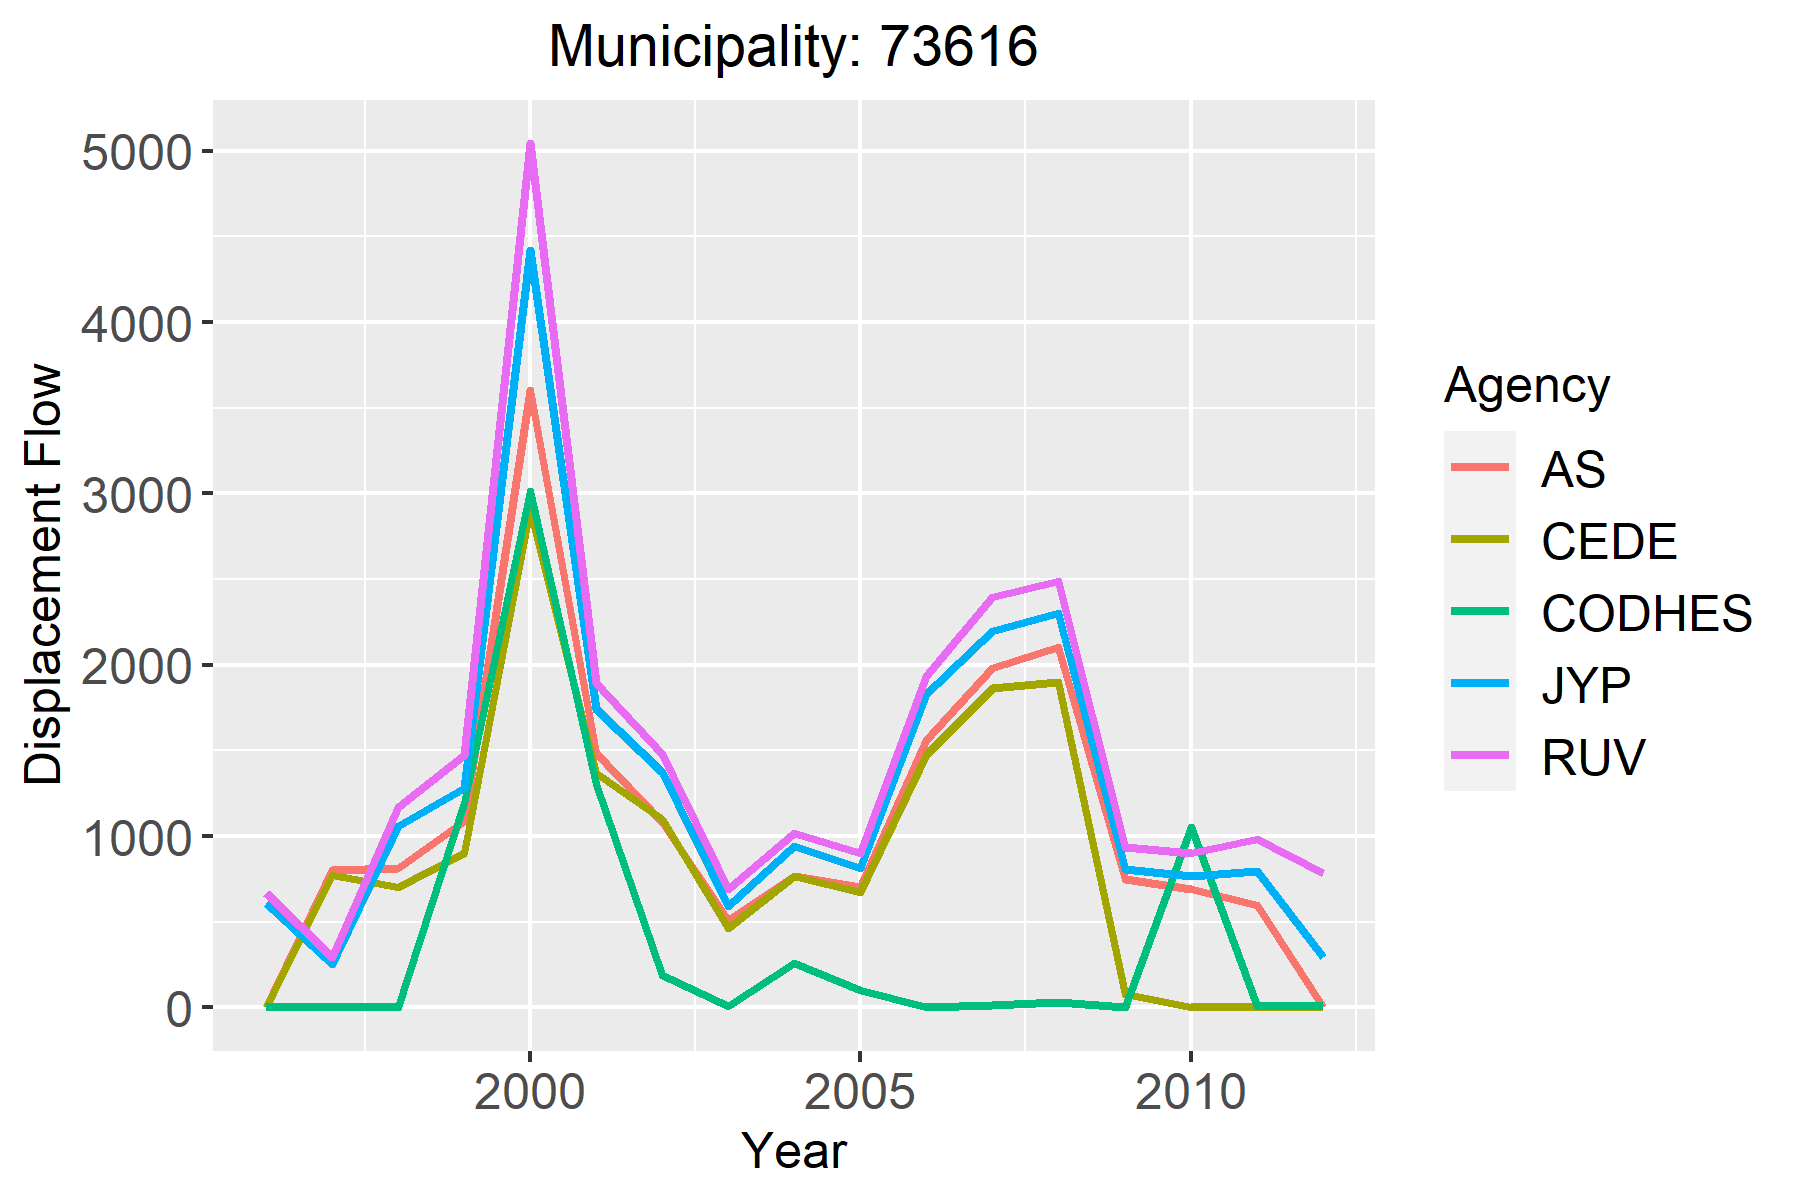 Municipality: 73616
5000
4000
3000
2000
1000
0
Displacement Flow
2000
2005
2010
Year
Agency
AS
CEDE
CODHES
JYP
RUV